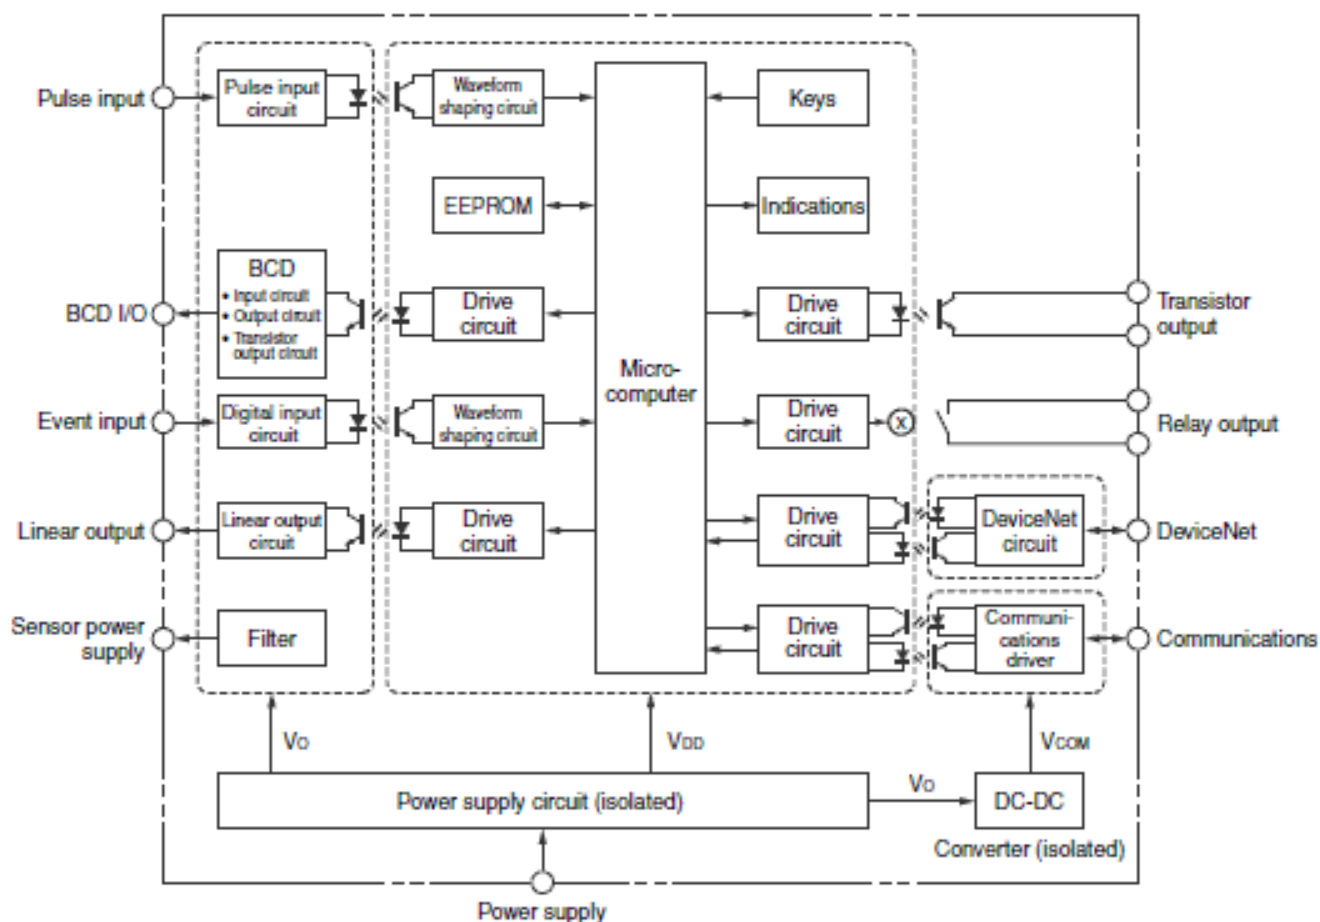 Pulse input
Pulse input
circuit
Waveform
shaping circuit
Keys
EEPROM
Indications
BCD I/O
BCD
• Input circuit
• Output circuit
• Transistor
output circuit
Drive
circuit
Micro-
computer
Drive
circuit
Transistor
output
Event input
Digital input
circuit
Waveform
shaping circuit
Drive
circuit
X
Relay output
Linear output
Linear output
circuit
Drive
circuit
Drive
circuit
DeviceNet
circuit
DeviceNet
Sensor power
supply
Filter
Drive
circuit
Communi-
cations
driver
Communications
VO
VDD
VCOM
Power supply circuit (isolated)
VO
DC-DC
Converter (isolated)
Power supply